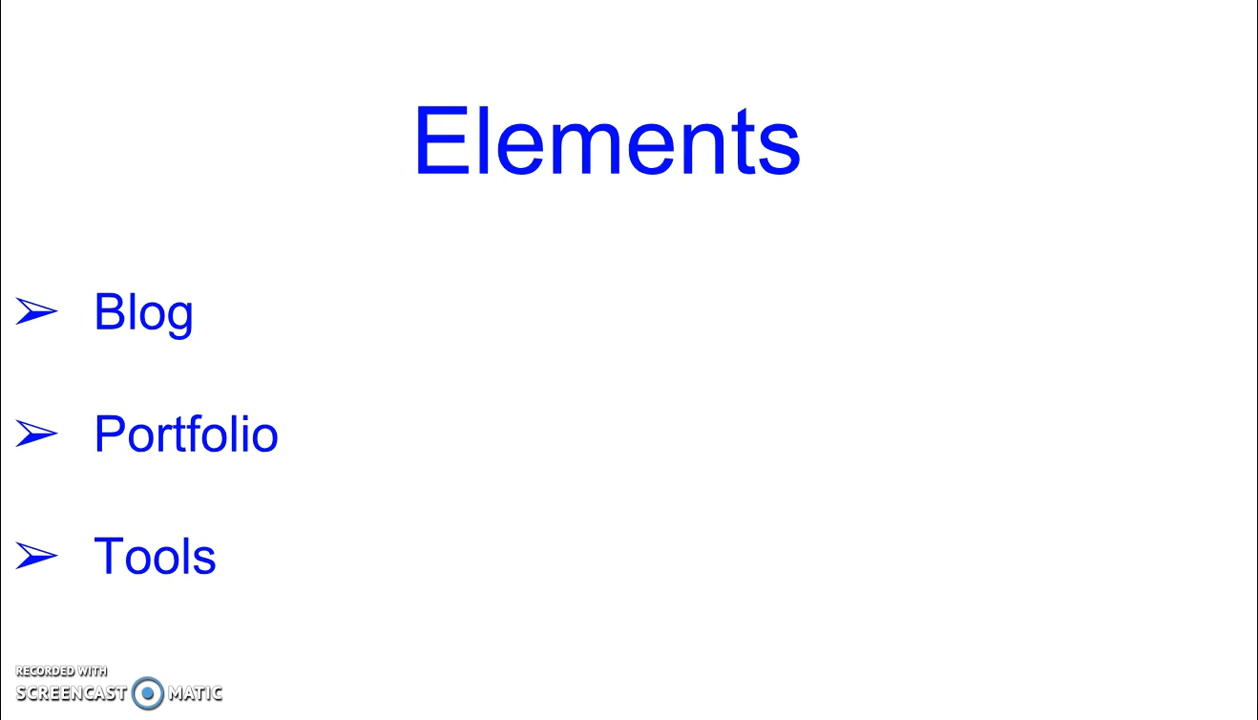 Elements
➢ Blog
➢ Portfolio
➢ Tools
RECORDED WITH
SCREENCAST MATIC